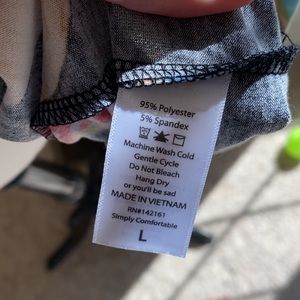 95% Polyester
5% Spandex
Machine Wash Cold
Gentle Cycle
Do Not Bleach
Hang Dry
or you'll be sad
MADE IN VIETNAM
RN#142161
Simply Comfortable
L